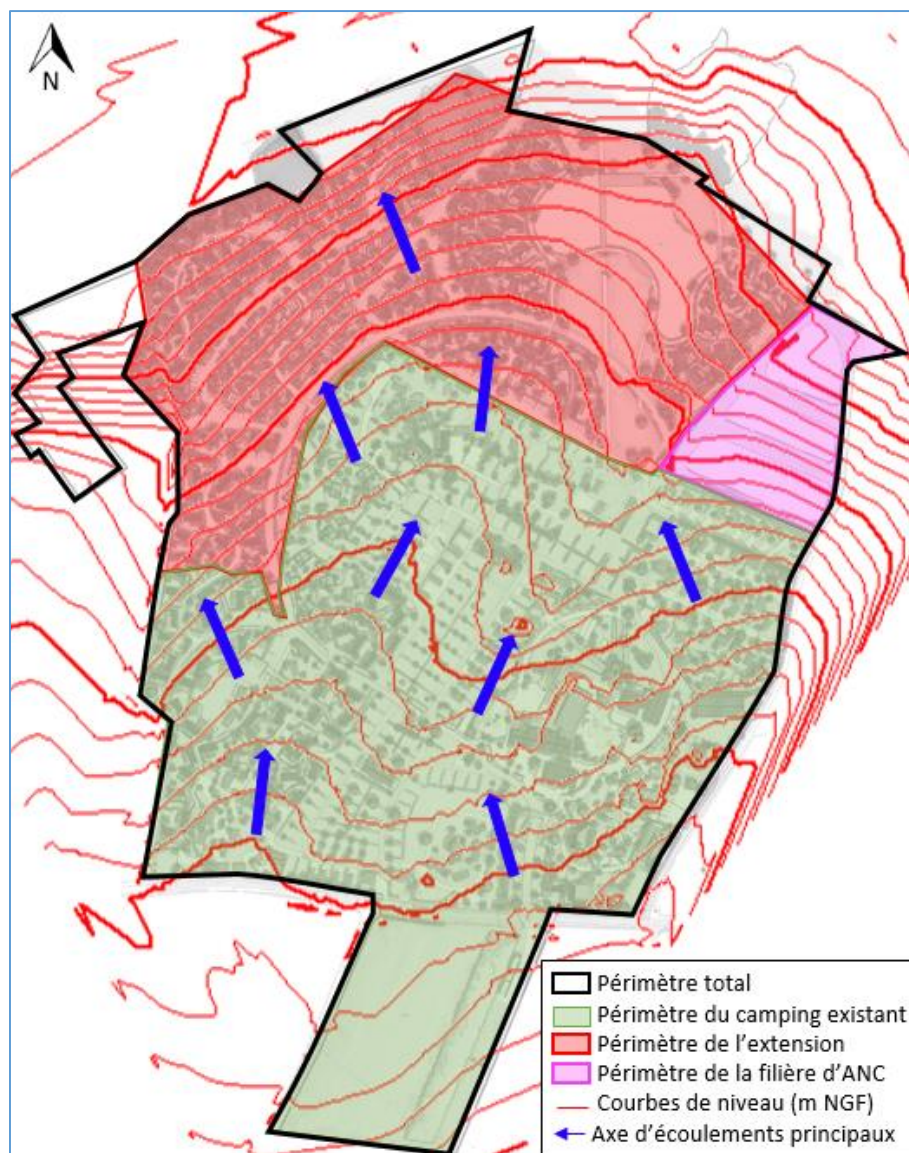 N
Périmètre total
Périmètre du camping existant
Périmètre de l'extension
Périmètre de la filière d'ANC
Courbes de niveau (m NGF)
Axe d'écoulements principaux